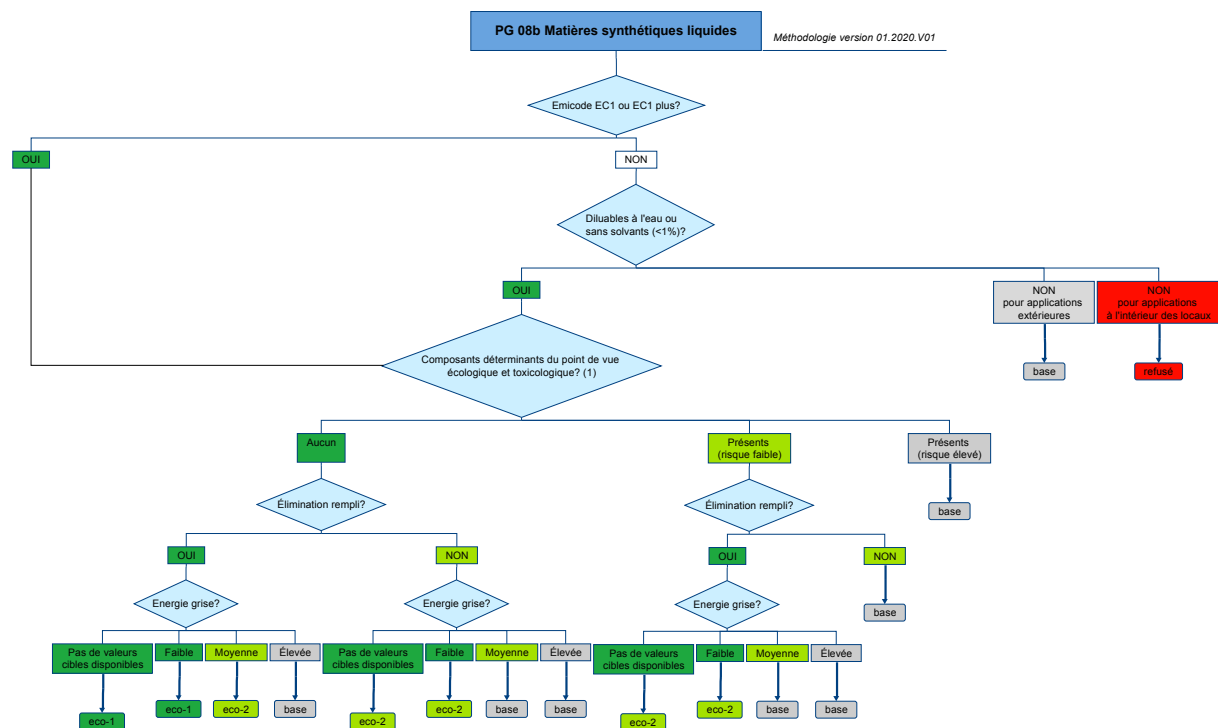 PG 08b Matières synthétiques liquides
Méthodologie version 01.2020.V01
Emicode EC1 ou EC1 plus?
OUI
NON
Diluables à l'eau ou
sans solvants (<1%)?
OUI
NON
pour applications
extérieures
NON
pour applications
à l'intérieur des locaux
base
refusé
Composants déterminants du point de vue
écologique et toxicologique? (1)
Aucun
Présents
(risque faible)
Présents
(risque élevé)
Élimination rempli?
Élimination rempli?
base
OUI
NON
OUI
NON
Energie grise?
Energie grise?
Energie grise?
base
Pas de valeurs
cibles disponibles
Faible
Moyenne
Élevée
Pas de valeurs
cibles disponibles
Faible
Moyenne
Élevée
Pas de valeurs
cibles disponibles
Faible
Moyenne
Élevée
eco-1
eco-1
eco-2
base
eco-2
eco-2
base
base
eco-2
eco-2
base
base